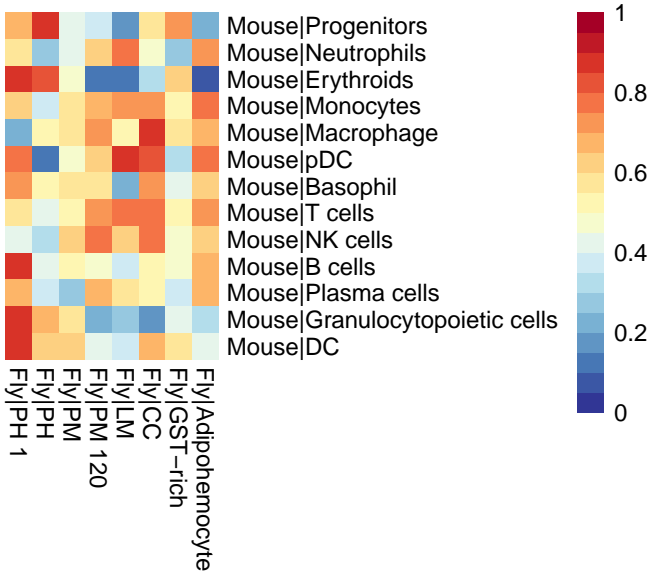 Mouse|Progenitors
Mouse|Neutrophils
Mouse|Erythroids
Mouse|Monocytes
Mouse|Macrophage
Mouse|pDC
Mouse|Basophil
Mouse|T cells
Mouse|NK cells
Mouse|B cells
Mouse|Plasma cells
Mouse|Granulocytopoietic cells
Mouse|DC
Fly|PH 1
Fly|PH
Fly|PM
Fly|PM 120
Fly|LM
Fly|CC
Fly|GST−rich
Fly|Adipohemocyte
1
0.8
0.6
0.4
0.2
0